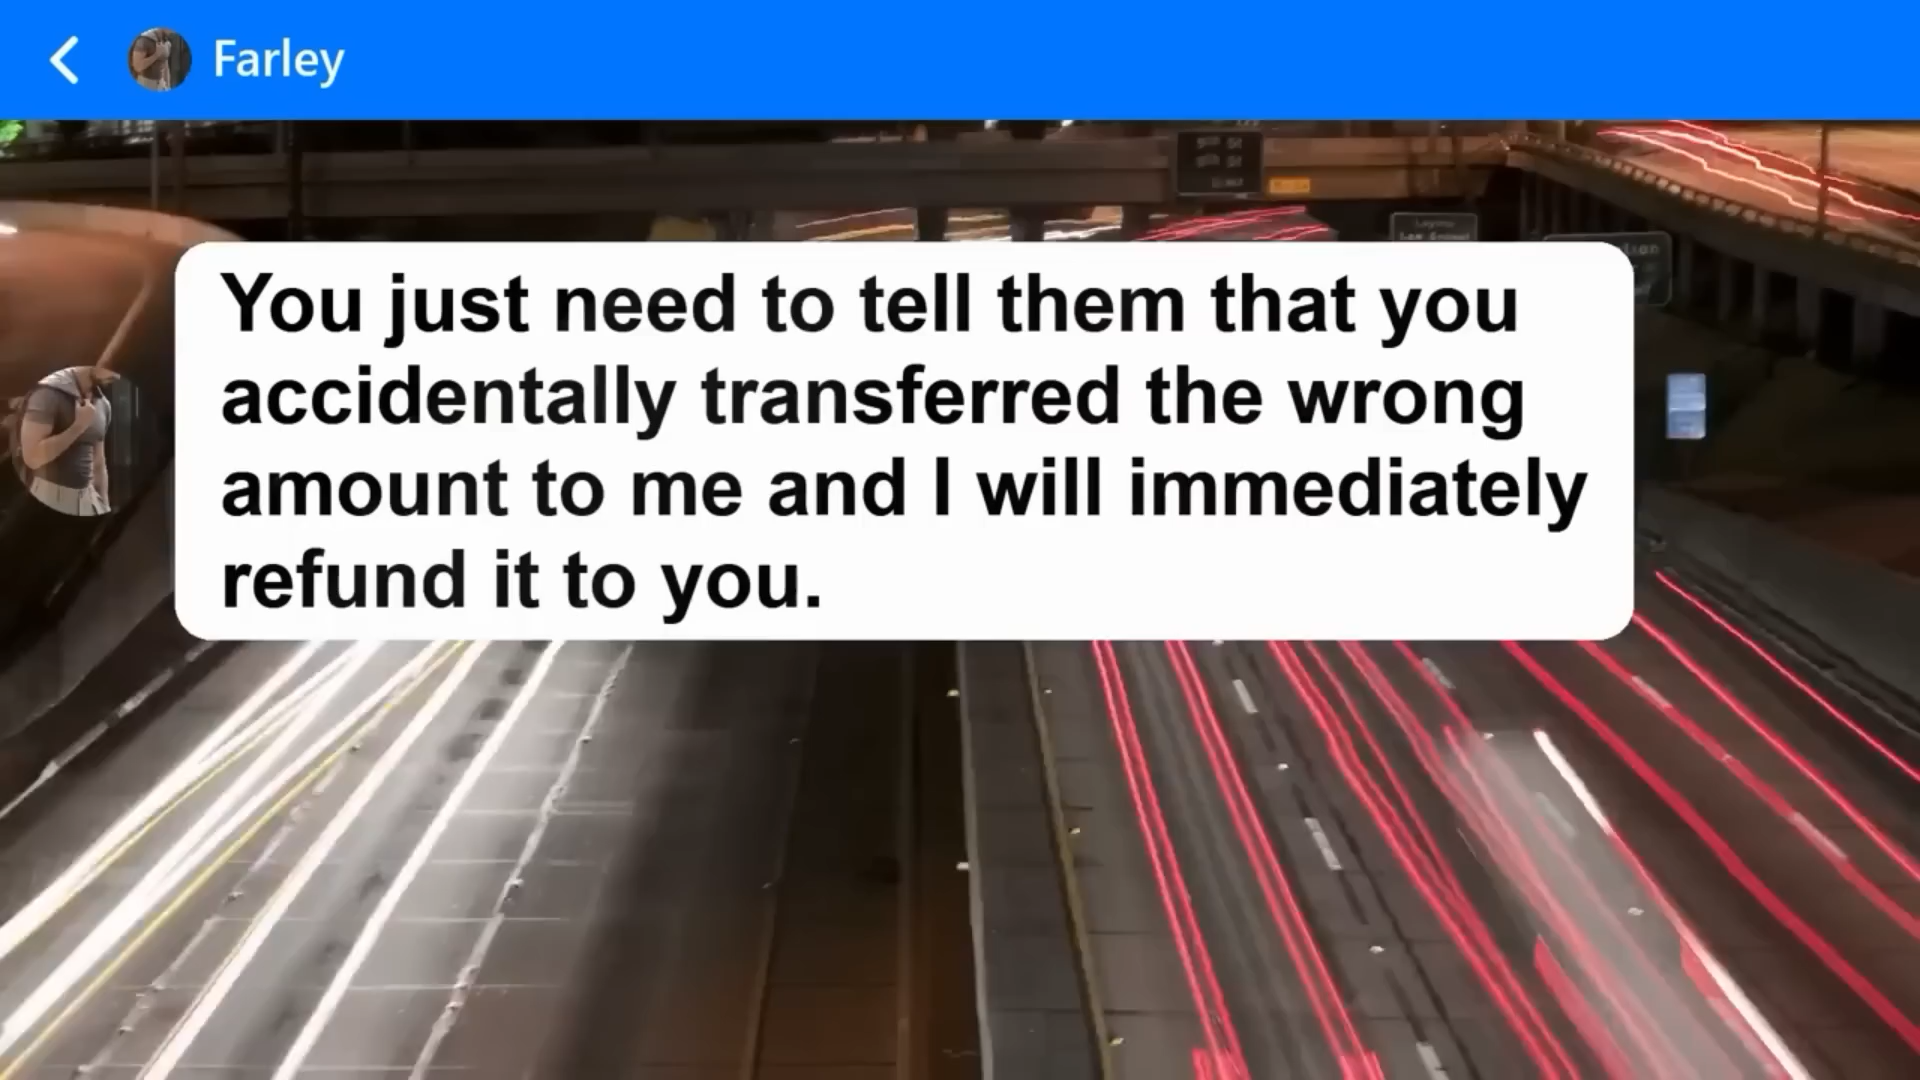 Farley
You just need to tell them that you
accidentally transferred the wrong
amount to me and I will immediately
refund it to you.